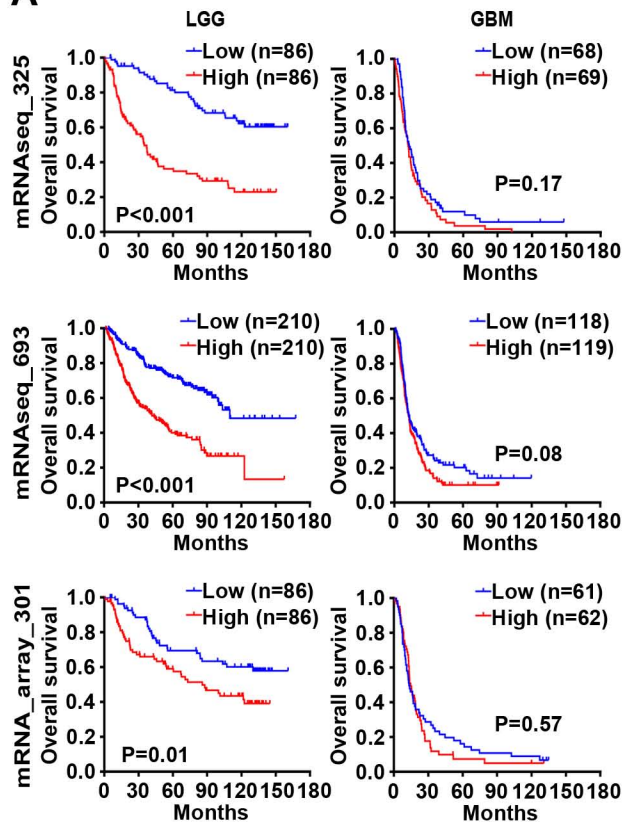 A
LGG
GBM
mRNAseq_325
Overall survival
1.0
0.8
0.6
0.4
0.2
0.0
Low (n=86)
High (n=86)
P<0.001
0 30 60 90 120 150 180
Months
Overall survival
1.0
0.8
0.6
0.4
0.2
0.0
Low (n=68)
High (n=69)
P=0.17
0 30 60 90 120 150 180
Months
mRNAseq_693
Overall survival
1.0
0.8
0.6
0.4
0.2
0.0
Low (n=210)
High (n=210)
P<0.001
0 30 60 90 120 150 180
Months
Overall survival
1.0
0.8
0.6
0.4
0.2
0.0
Low (n=118)
High (n=119)
P=0.08
0 30 60 90 120 150 180
Months
mRNA_array_301
Overall survival
1.0
0.8
0.6
0.4
0.2
0.0
Low (n=86)
High (n=86)
P=0.01
0 30 60 90 120 150 180
Months
Overall survival
1.0
0.8
0.6
0.4
0.2
0.0
Low (n=61)
High (n=62)
P=0.57
0 30 60 90 120 150 180
Months